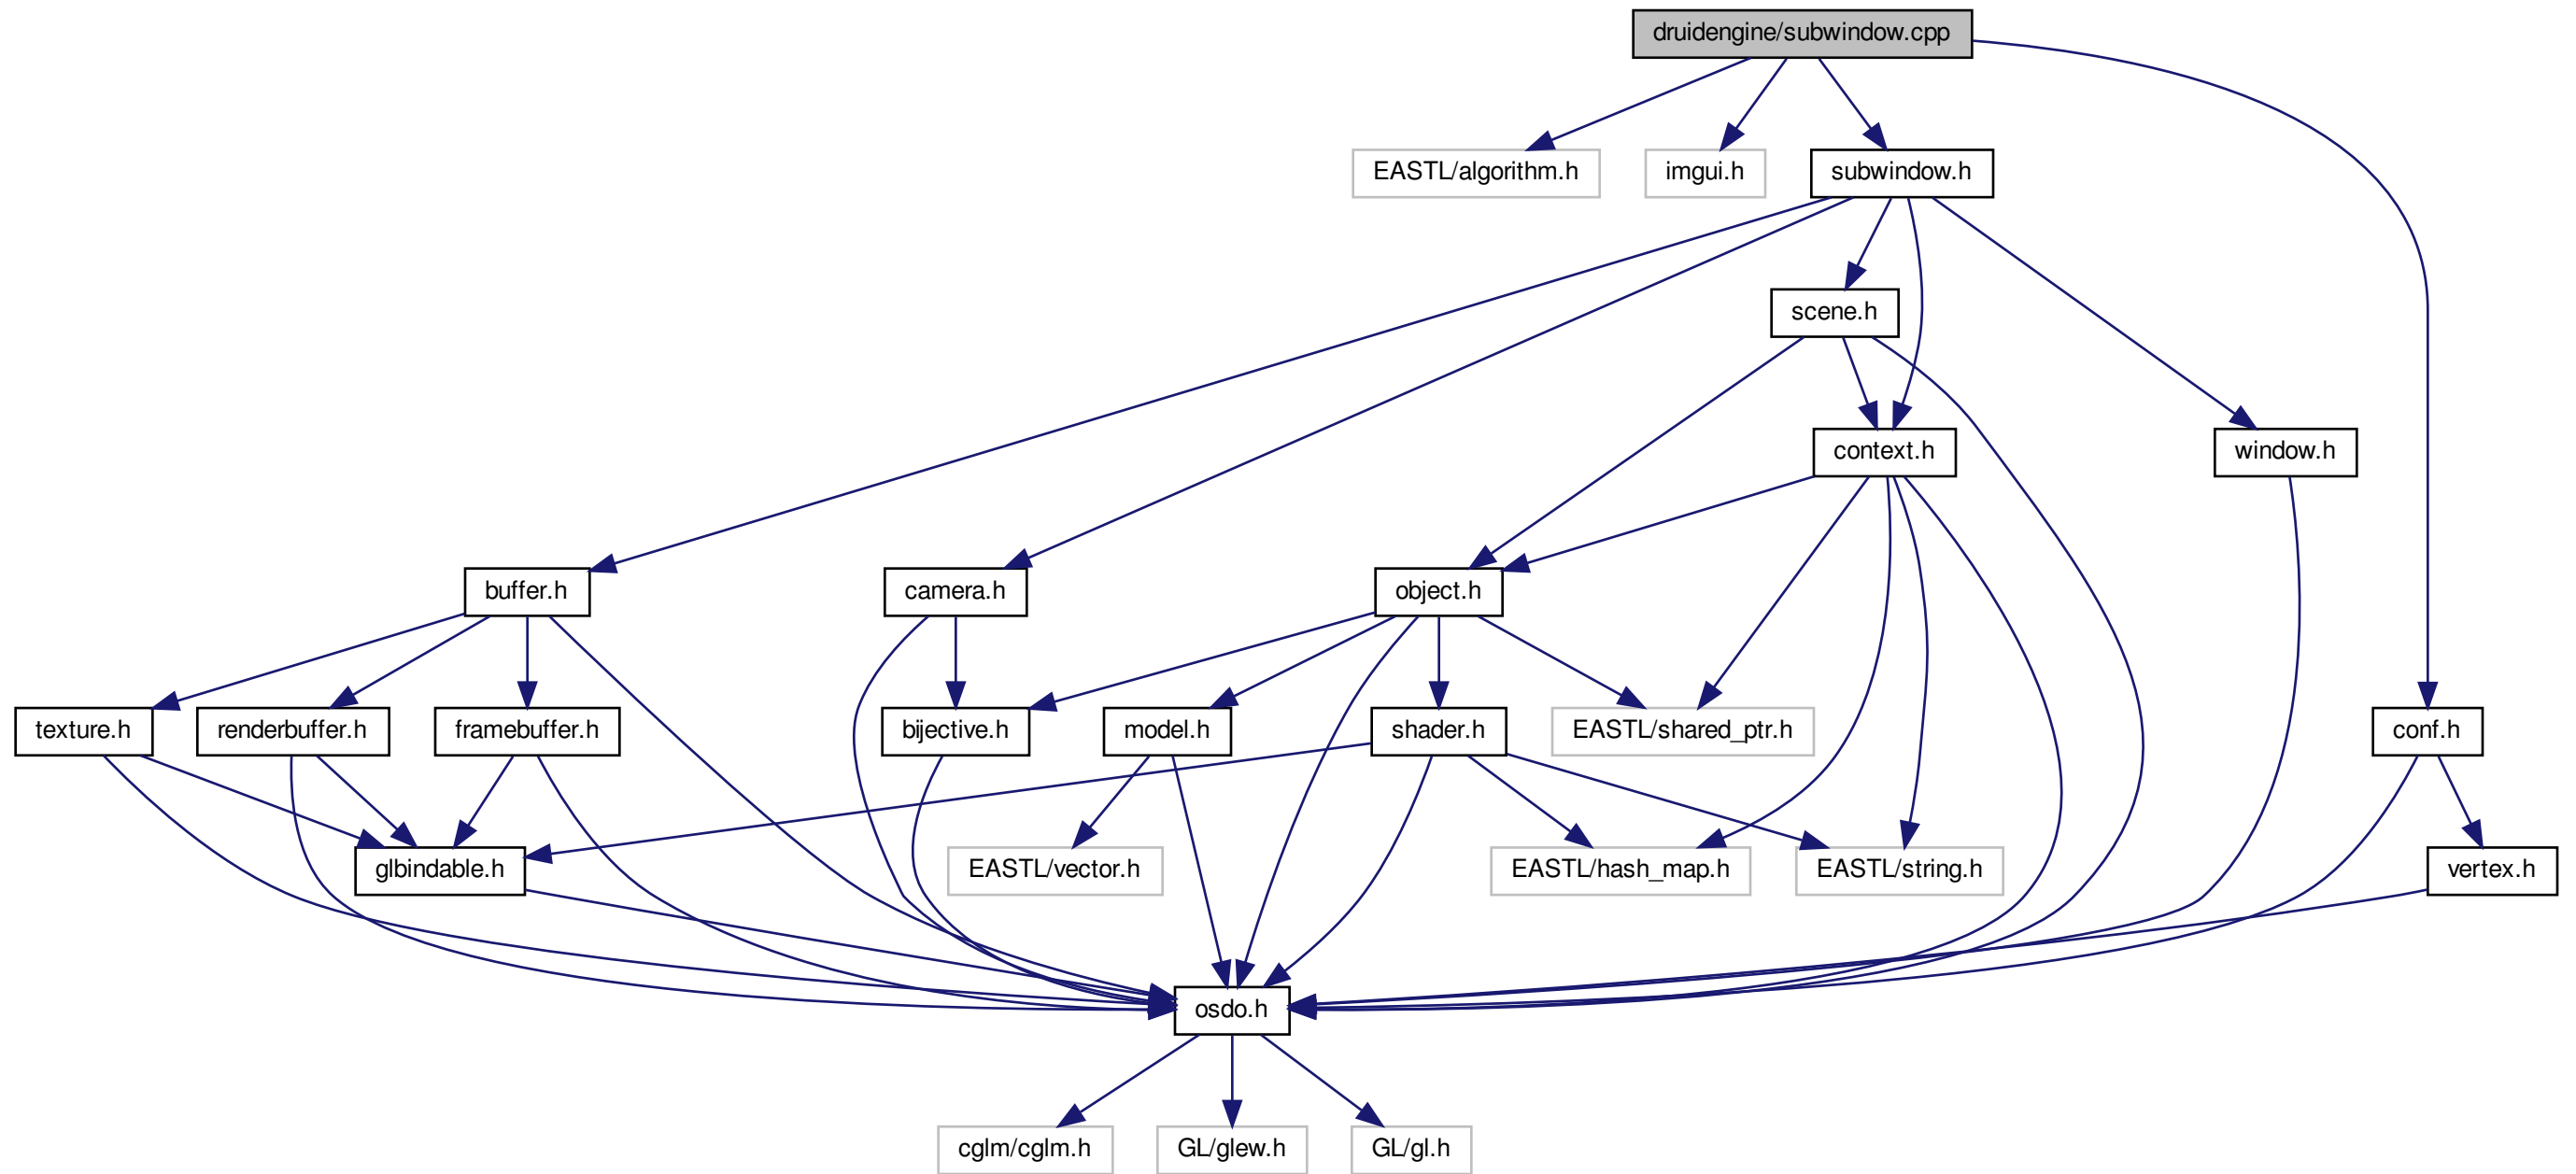 druidengine/subwindow.cpp
EASTL/algorithm.h
imgui.h
subwindow.h
scene.h
context.h
window.h
buffer.h
camera.h
object.h
texture.h
renderbuffer.h
framebuffer.h
bijective.h
model.h
shader.h
EASTL/shared_ptr.h
conf.h
glbindable.h
EASTL/vector.h
EASTL/hash_map.h
EASTL/string.h
vertex.h
osdo.h
cglm/cglm.h
GL/glew.h
GL/gl.h